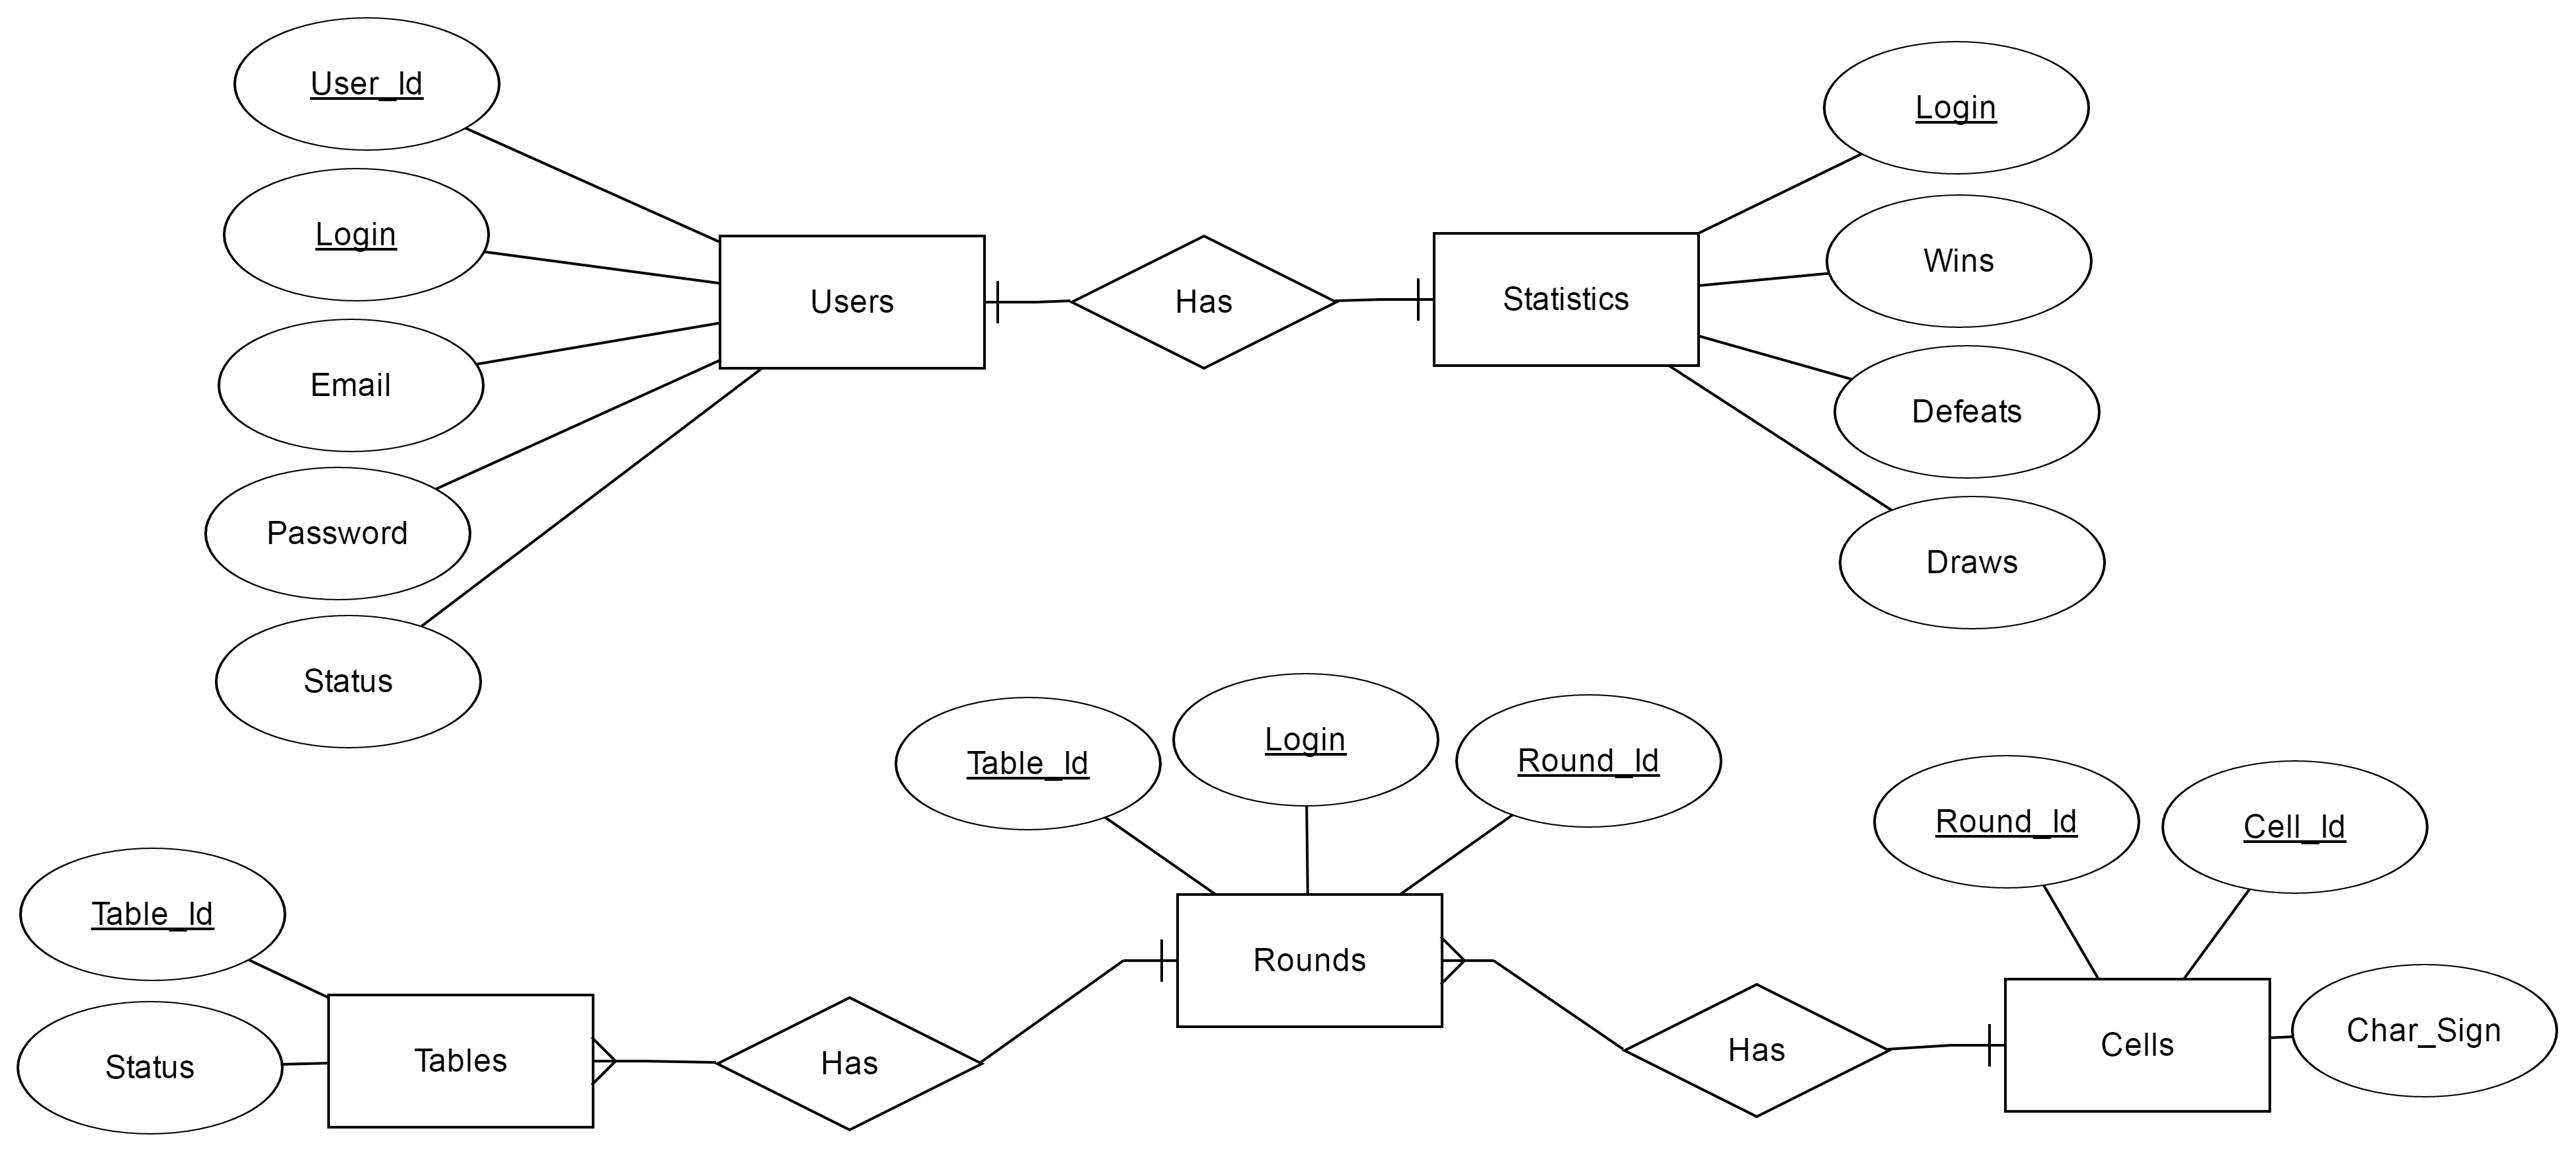 User_Id
Login
Email
Password
Status
Users
Has
Statistics
Login
Wins
Defeats
Draws
Table_Id
Status
Tables
Has
Table_Id
Login
Round_Id
Rounds
Has
Round_Id
Cell_Id
Char_Sign
Cells